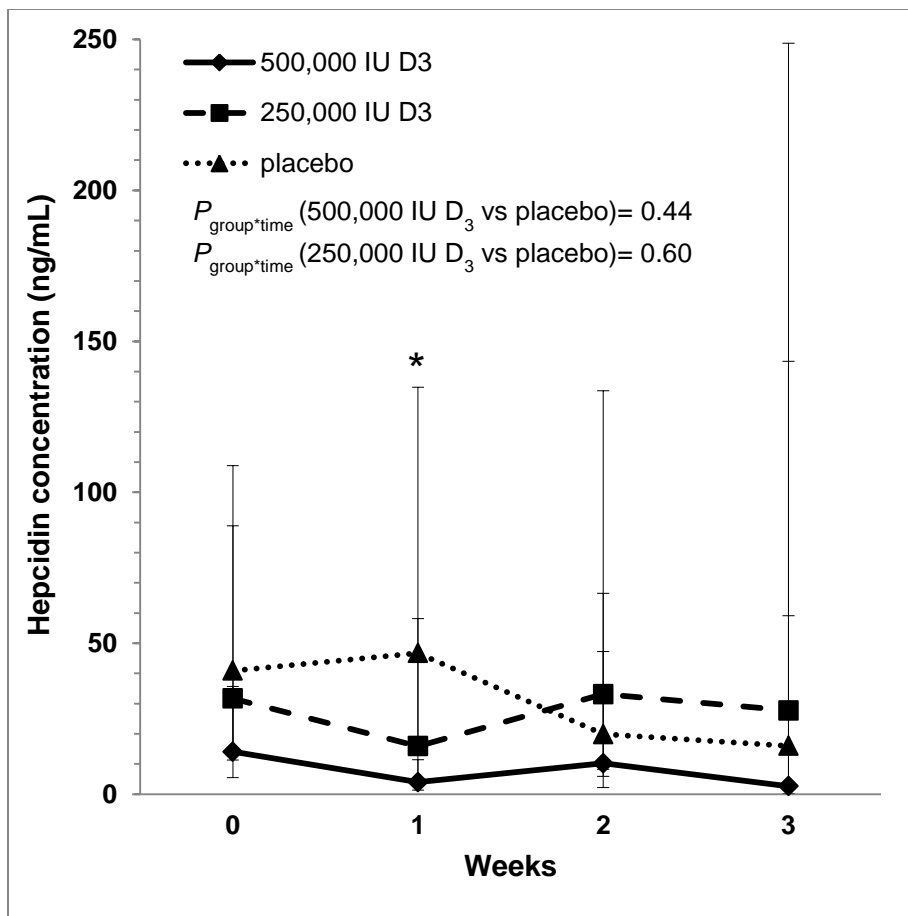 250
500,000 IU D3
250,000 IU D3
200
placebo
P group*time (500,000 IU D3 vs placebo)= 0.44
P group*time (250,000 IU D3 vs placebo)= 0.60
Hepcidin concentration (ng/mL)
150
*
100
50
0
0 1 2 3
Weeks